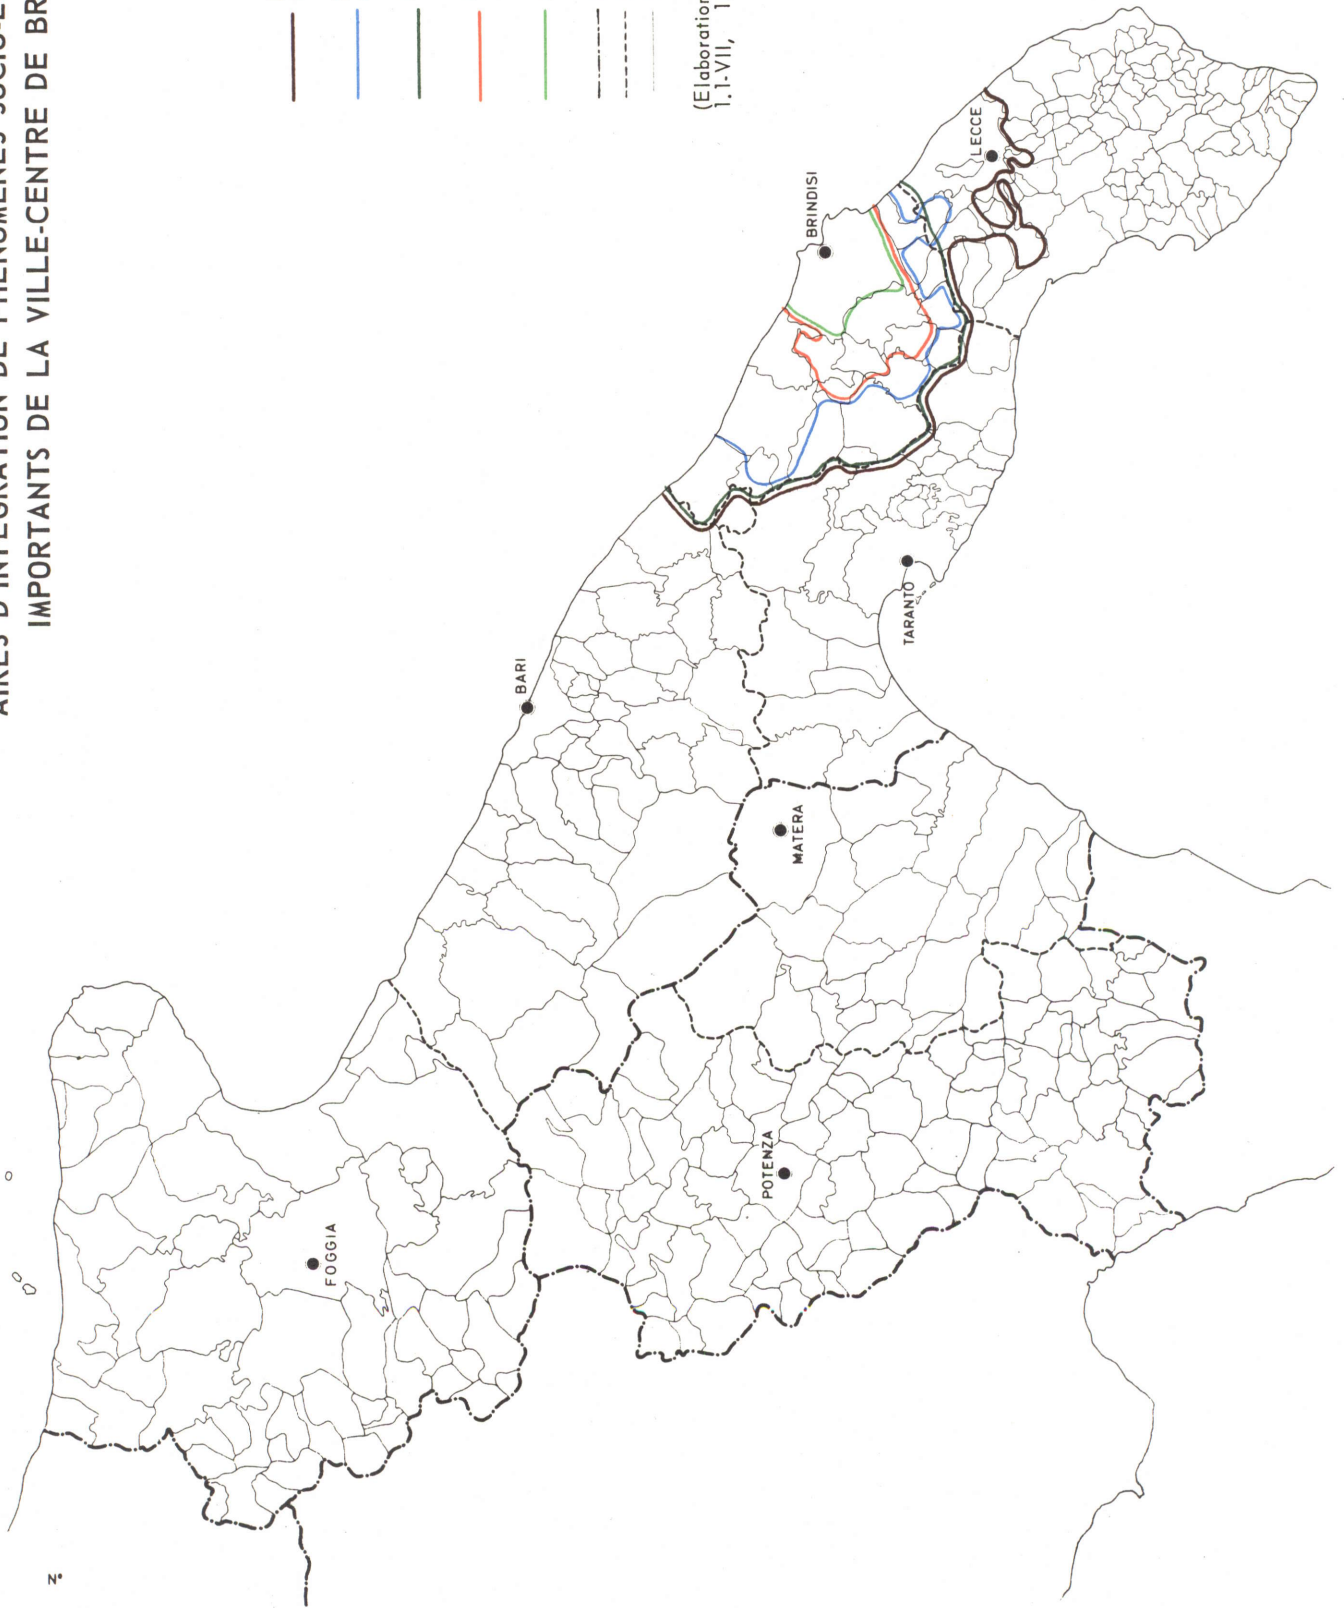 AIRES D'INTEGRATION DE PHENOMENES SOCIO-E
IMPORTANTS DE LA VILLE-CENTRE DE BR
(Elaboration
1.1-VII, 1
LECCE
BRINDISI
TARANTO
BARI
MATERA
POTENZA
FOGGIA
N°